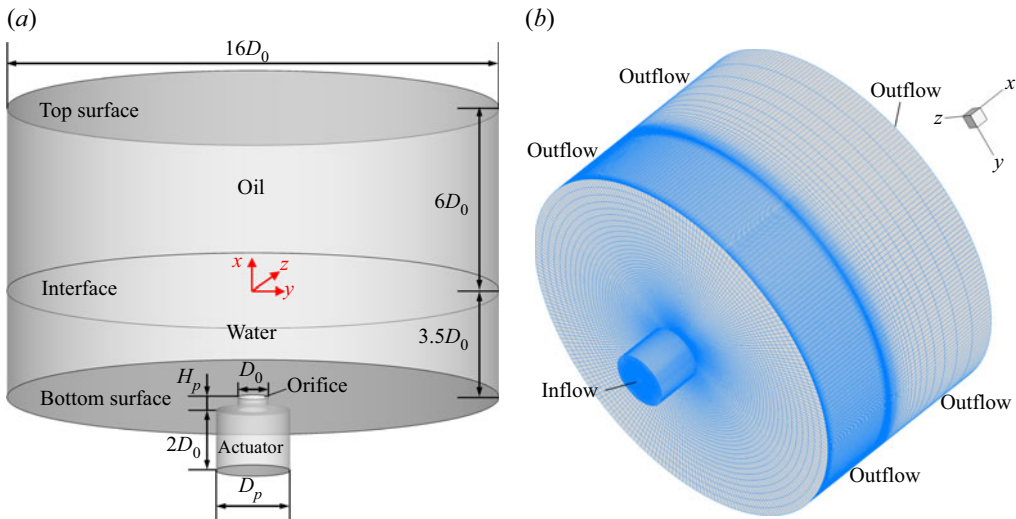 (a)
16D₀
Top surface
Oil
6D₀
x
z
y
Interface
Water
3.5D₀
D₀
Hₚ
Orifice
Bottom surface
2D₀
Actuator
Dₚ
(b)
Outflow
Outflow
x
z
y
Outflow
Inflow
Outflow
Outflow